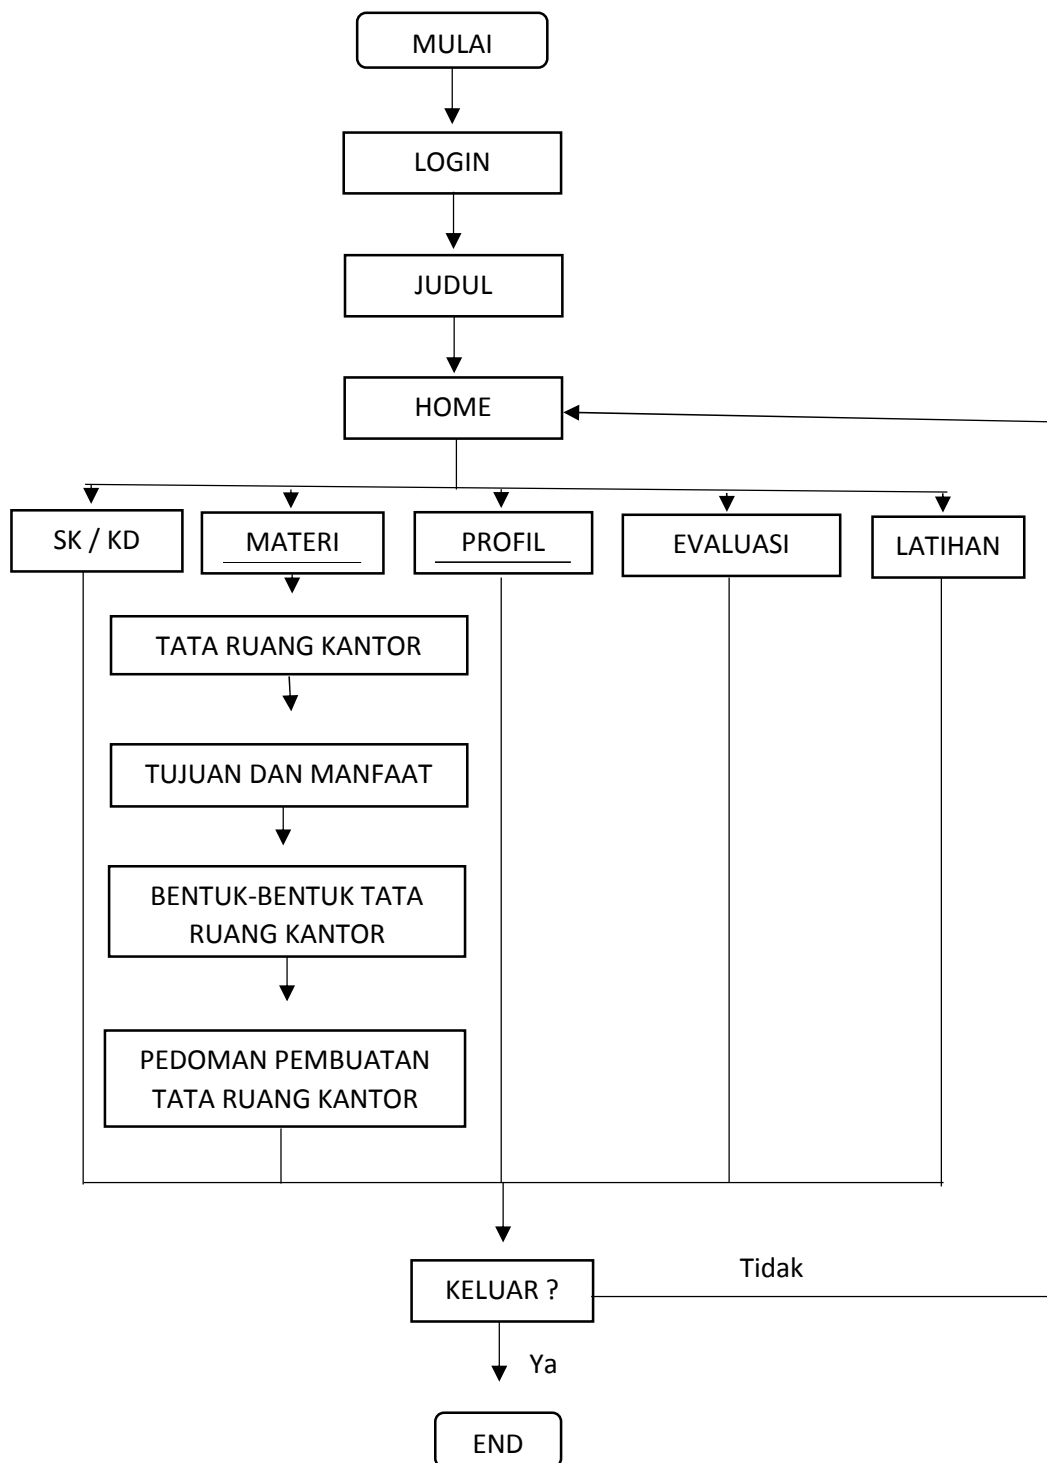 MULAI
LOGIN
JUDUL
HOME
SK / KD
MATERI
PROFIL
EVALUASI
LATIHAN
TATA RUANG KANTOR
TUJUAN DAN MANFAAT
BENTUK-BENTUK TATA
RUANG KANTOR
PEDOMAN PEMBUATAN
TATA RUANG KANTOR
KELUAR ?
Tidak
Ya
END